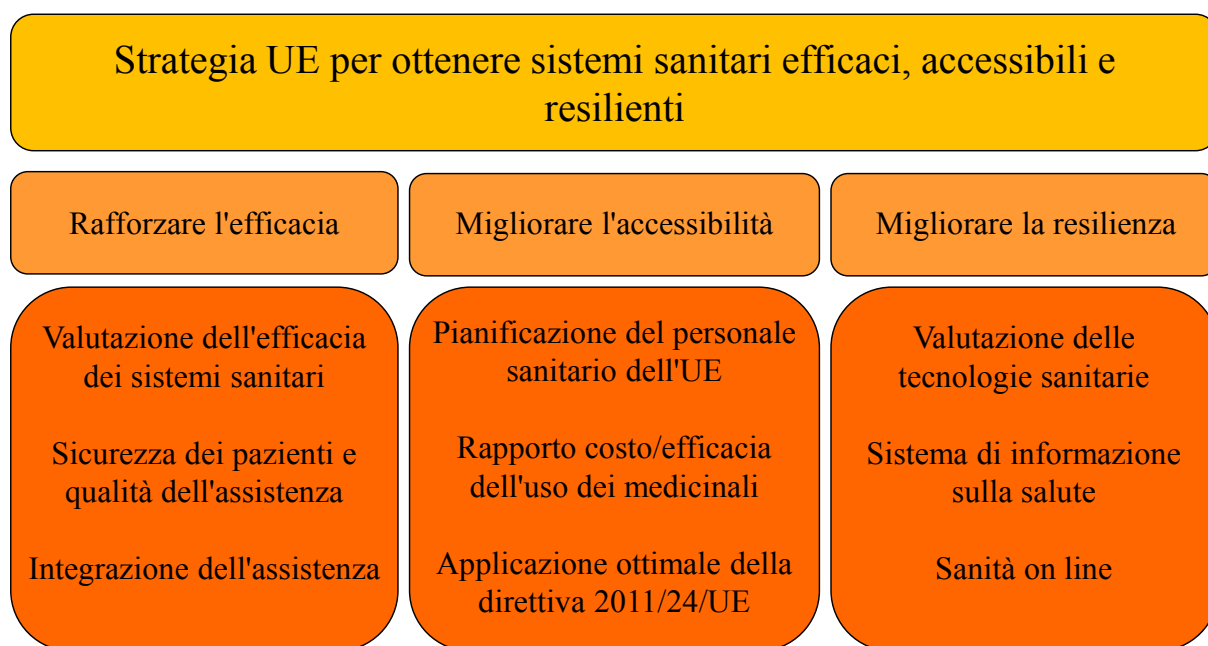 Strategia UE per ottenere sistemi sanitari efficaci, accessibili e
resilienti
Rafforzare l'efficacia
Migliorare l'accessibilità
Migliorare la resilienza
Valutazione dell'efficacia
dei sistemi sanitari
Sicurezza dei pazienti e
qualità dell'assistenza
Integrazione dell'assistenza
Pianificazione del personale
sanitario dell'UE
Rapporto costo/efficacia
dell'uso dei medicinali
Applicazione ottimale della
direttiva 2011/24/UE
Valutazione delle
tecnologie sanitarie
Sistema di informazione
sulla salute
Sanità on line